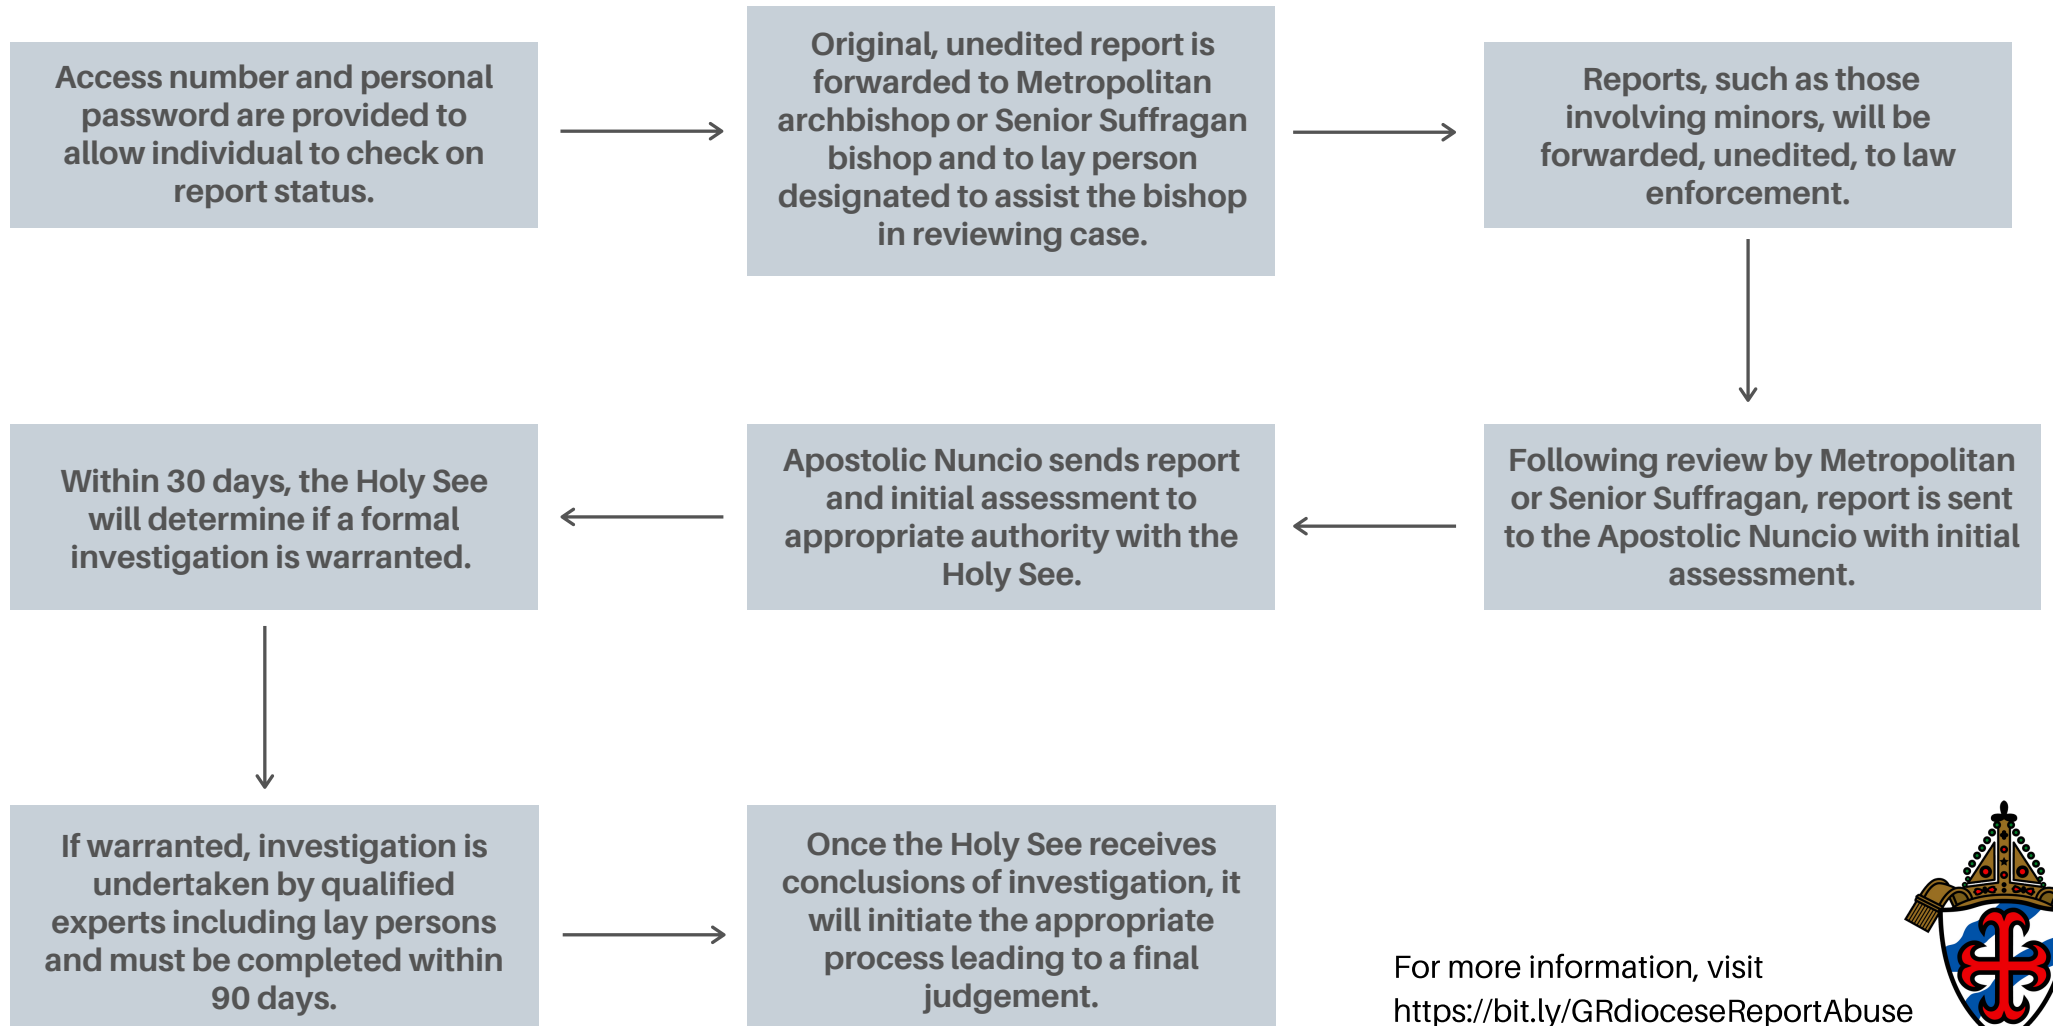 Access number and personal
password are provided to
allow individual to check on
report status.
Original, unedited report is
forwarded to Metropolitan
archbishop or Senior Suffragan
bishop and to lay person
designated to assist the bishop
in reviewing case.
Reports, such as those
involving minors, will be
forwarded, unedited, to law
enforcement.
Following review by Metropolitan
or Senior Suffragan, report is sent
to the Apostolic Nuncio with initial
assessment.
Apostolic Nuncio sends report
and initial assessment to
appropriate authority with the
Holy See.
Within 30 days, the Holy See
will determine if a formal
investigation is warranted.
If warranted, investigation is
undertaken by qualified
experts including lay persons
and must be completed within
90 days.
Once the Holy See receives
conclusions of investigation, it
will initiate the appropriate
process leading to a final
judgement.
For more information, visit
https://bit.ly/GRdioceseReportAbuse